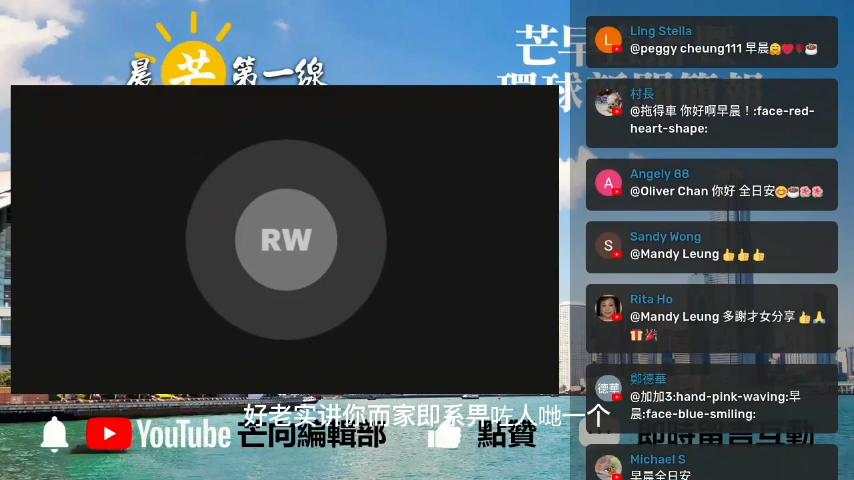 晨
芒
第一線
芒早
環球
RW
Ling Stella
@peggy cheung111 早晨🤗❤️🌹☕
村長
@拖得車 你好啊早晨！:face-red-
heart-shape:
Angely 88
@Oliver Chan 你好 全日安😊☕🌺🌺
Sandy Wong
@Mandy Leung 👍👍👍
Rita Ho
@Mandy Leung 多謝才女分享 👍🙏
🎁🎉
鄭德華
@加加3:hand-pink-waving:早
晨:face-blue-smiling:
Michael S
早晨全日安
L
A
S
德華
好老实讲你而家即系畀咗人哋一个
YouTube 芒向編輯部
點贊
即時留言互動